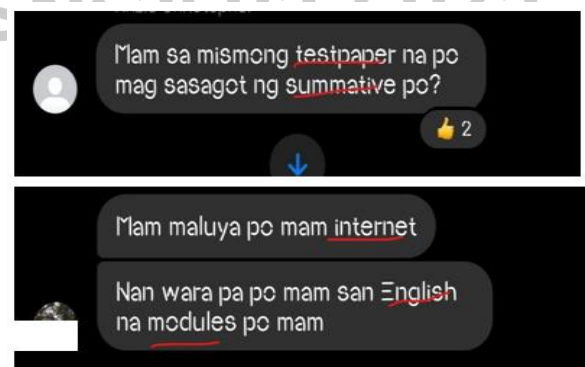 Mam sa mismong testpaper na po
mag sasagot ng summative po?
2
Mam maluya po mam internet
Nan wara pa po mam san English
na modules po mam